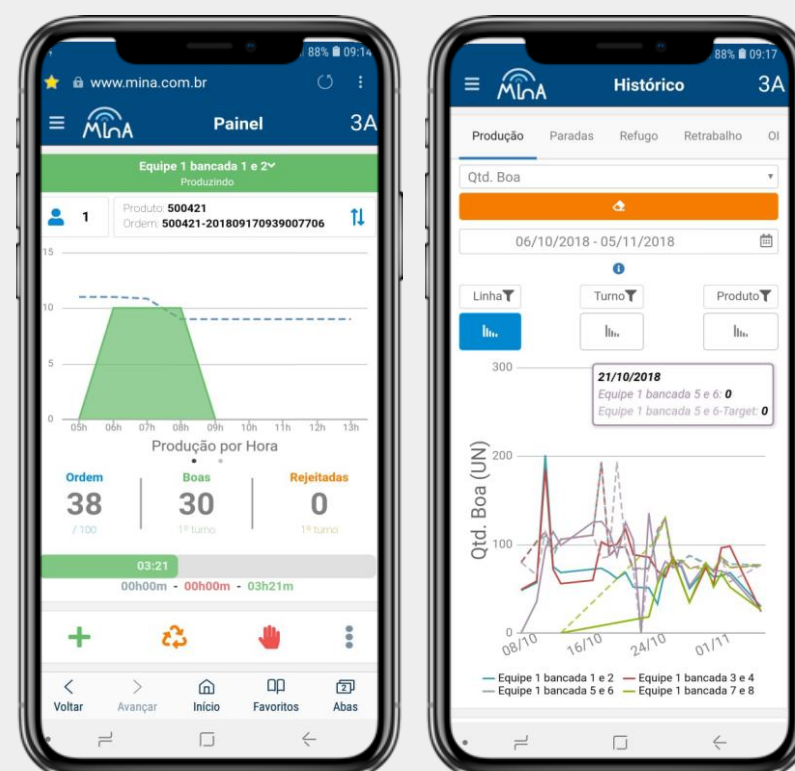 88% 09:14
www.mina.com.br
MInA
Painel
3A
Equipe 1 bancada 1 e 2
Produzindo
1
Produto: 500421
Ordem: 500421-201809170939007706
15
10
5
0
05h 06h 07h 08h 09h 10h 11h 12h 13h
Produção por Hora
Ordem
Boas
Rejeitadas
38
30
0
/ 100
1º turno
1º turno
03:21
00h00m - 00h00m - 03h21m
Voltar
Avançar
Início
Favoritos
2
Abas
88% 09:17
MInA
Histórico
3A
Produção Paradas Refugo Retrabalho
Qtd. Boa
06/10/2018 - 05/11/2018
Linha
Turno
Produto
300
21/10/2018
Equipe 1 bancada 5 e 6: 0
Equipe 1 bancada 5 e 6-Target: 0
200
Qtd. Boa (UN)
100
0
08/10 16/10 24/10 01/11
Equipe 1 bancada 1 e 2 Equipe 1 bancada 3 e 4
Equipe 1 bancada 5 e 6 Equipe 1 bancada 7 e 8